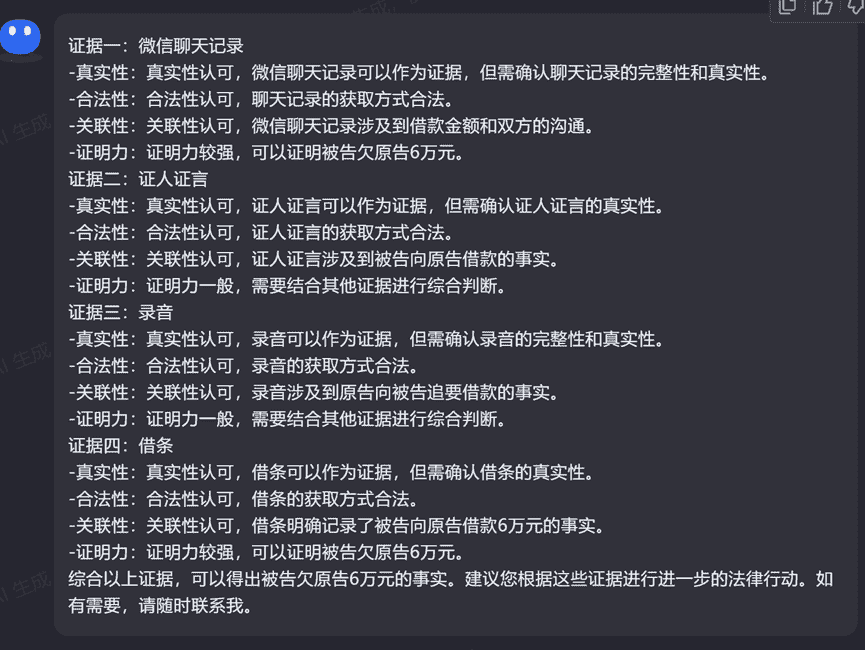 证据一：微信聊天记录
-真实性：真实性认可，微信聊天记录可以作为证据，但需确认聊天记录的完整性和真实性。
-合法性：合法性认可，聊天记录的获取方式合法。
-关联性：关联性认可，微信聊天记录涉及到借款金额和双方的沟通。
-证明力：证明力较强，可以证明被告欠原告6万元。
证据二：证人证言
-真实性：真实性认可，证人证言可以作为证据，但需确认证人证言的真实性。
-合法性：合法性认可，证人证言的获取方式合法。
-关联性：关联性认可，证人证言涉及到被告向原告借款的事实。
-证明力：证明力一般，需要结合其他证据进行综合判断。
证据三：录音
-真实性：真实性认可，录音可以作为证据，但需确认录音的完整性和真实性。
-合法性：合法性认可，录音的获取方式合法。
-关联性：关联性认可，录音涉及到原告向被告追要借款的事实。
-证明力：证明力一般，需要结合其他证据进行综合判断。
证据四：借条
-真实性：真实性认可，借条可以作为证据，但需确认借条的真实性。
-合法性：合法性认可，借条的获取方式合法。
-关联性：关联性认可，借条明确记录了被告向原告借款6万元的事实。
-证明力：证明力较强，可以证明被告欠原告6万元。
综合以上证据，可以得出被告欠原告6万元的事实。建议您根据这些证据进行进一步的法律行动。如
有需要，请随时联系我。
AI 生成
AI 生成
AI 生成